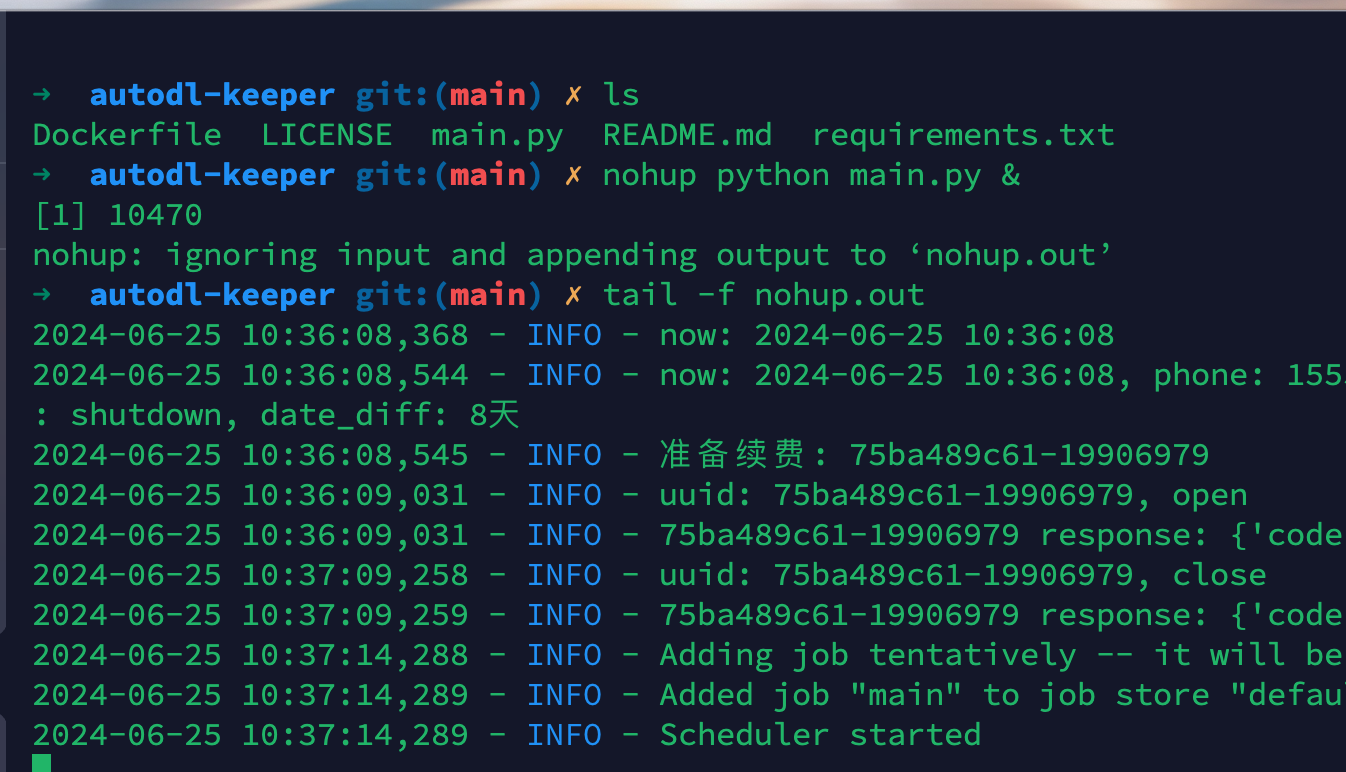 →  autodl-keeper git:(main) ✗ ls
Dockerfile  LICENSE  main.py  README.md  requirements.txt
→  autodl-keeper git:(main) ✗ nohup python main.py &
[1] 10470
nohup: ignoring input and appending output to ‘nohup.out’
→  autodl-keeper git:(main) ✗ tail -f nohup.out
2024-06-25 10:36:08,368 - INFO - now: 2024-06-25 10:36:08
2024-06-25 10:36:08,544 - INFO - now: 2024-06-25 10:36:08, phone: 155
: shutdown, date_diff: 8天
2024-06-25 10:36:08,545 - INFO - 准备续费: 75ba489c61-19906979
2024-06-25 10:36:09,031 - INFO - uuid: 75ba489c61-19906979, open
2024-06-25 10:36:09,031 - INFO - 75ba489c61-19906979 response: {'code
2024-06-25 10:37:09,258 - INFO - uuid: 75ba489c61-19906979, close
2024-06-25 10:37:09,259 - INFO - 75ba489c61-19906979 response: {'code
2024-06-25 10:37:14,288 - INFO - Adding job tentatively -- it will be
2024-06-25 10:37:14,289 - INFO - Added job "main" to job store "defau
2024-06-25 10:37:14,289 - INFO - Scheduler started